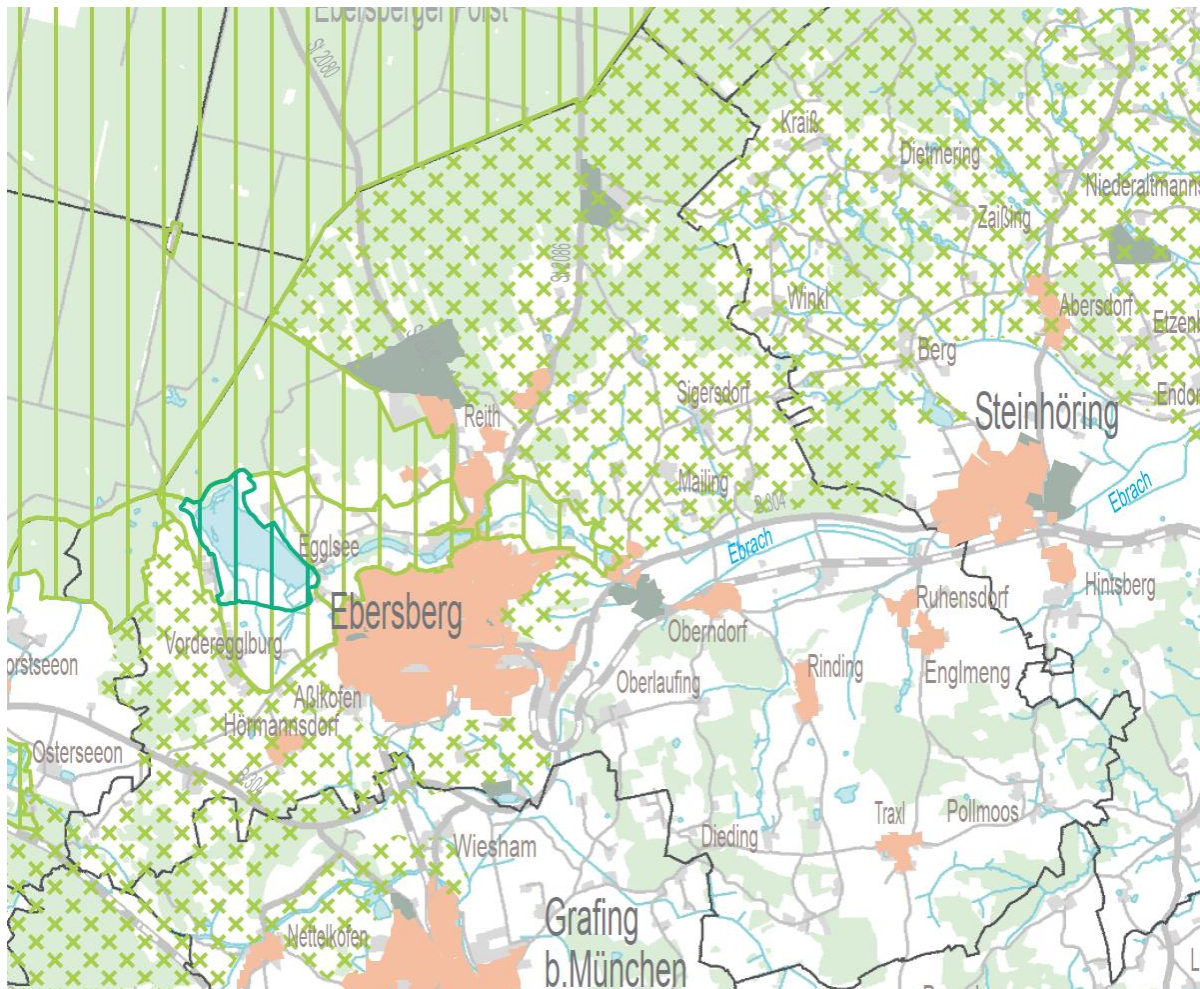 Ebersberger Forst
St 2080
Kraiß
Dietmering
Niederaltmanns
Zaißing
St 2086
Winkl
Abersdorf
Etzenb
Berg
Sigersdorf
Endor
Steinhöring
Reith
Mailing
B 304
Ebrach
Ebrach
Egglsee
Hintsberg
Ebersberg
Ruhensdorf
Oberndorf
Vorderegglburg
orstseeon
Rinding
Englmeng
Oberlaufing
Aßlkofen
Hörmannsdorf
Osterseeon
B 304
Traxl
Pollmoos
Dieding
Wiesham
Grafing
b.München
Nettelkofen